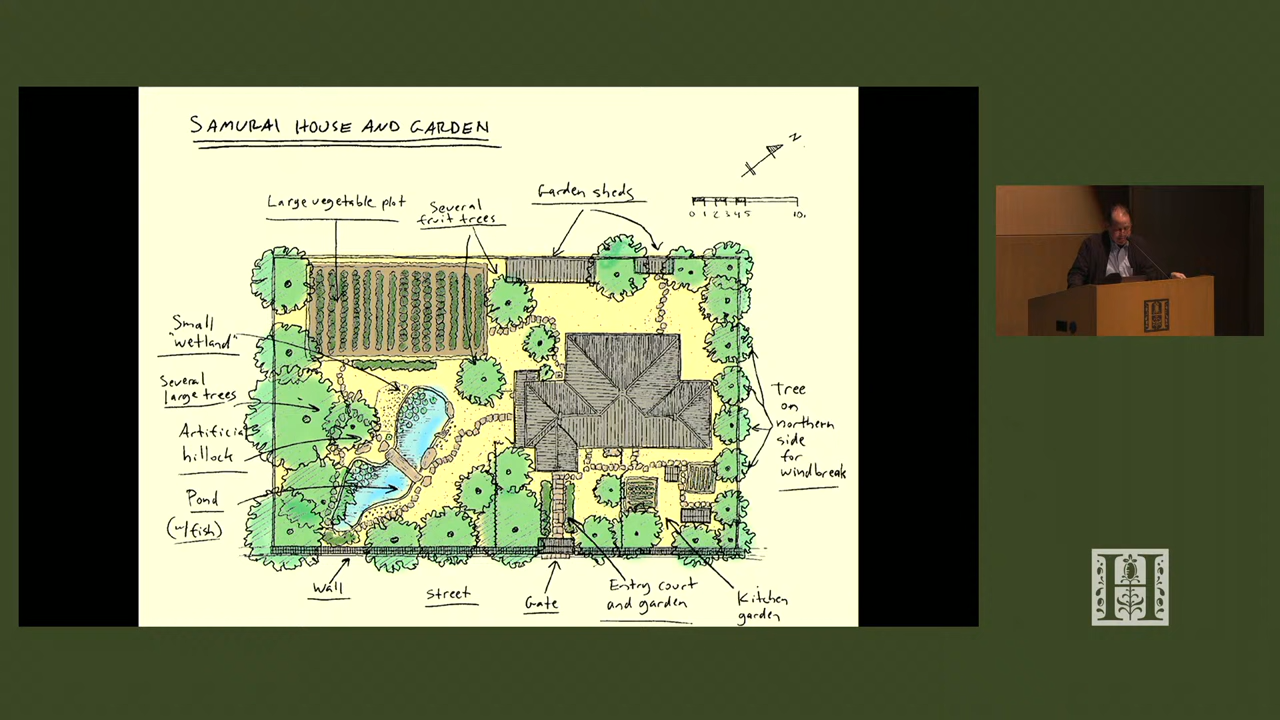 SAMURAI HOUSE AND GARDEN
N
Large vegetable plot
Several
fruit trees
Garden sheds
0 1 2 3 4 5 10
Small
"wetland"
Several
large trees
Artificial
hillock
Pond
(w/fish)
Tree
on
northern
side
for
windbreak
Wall
Street
Gate
Entry court
and garden
Kitchen
garden
H